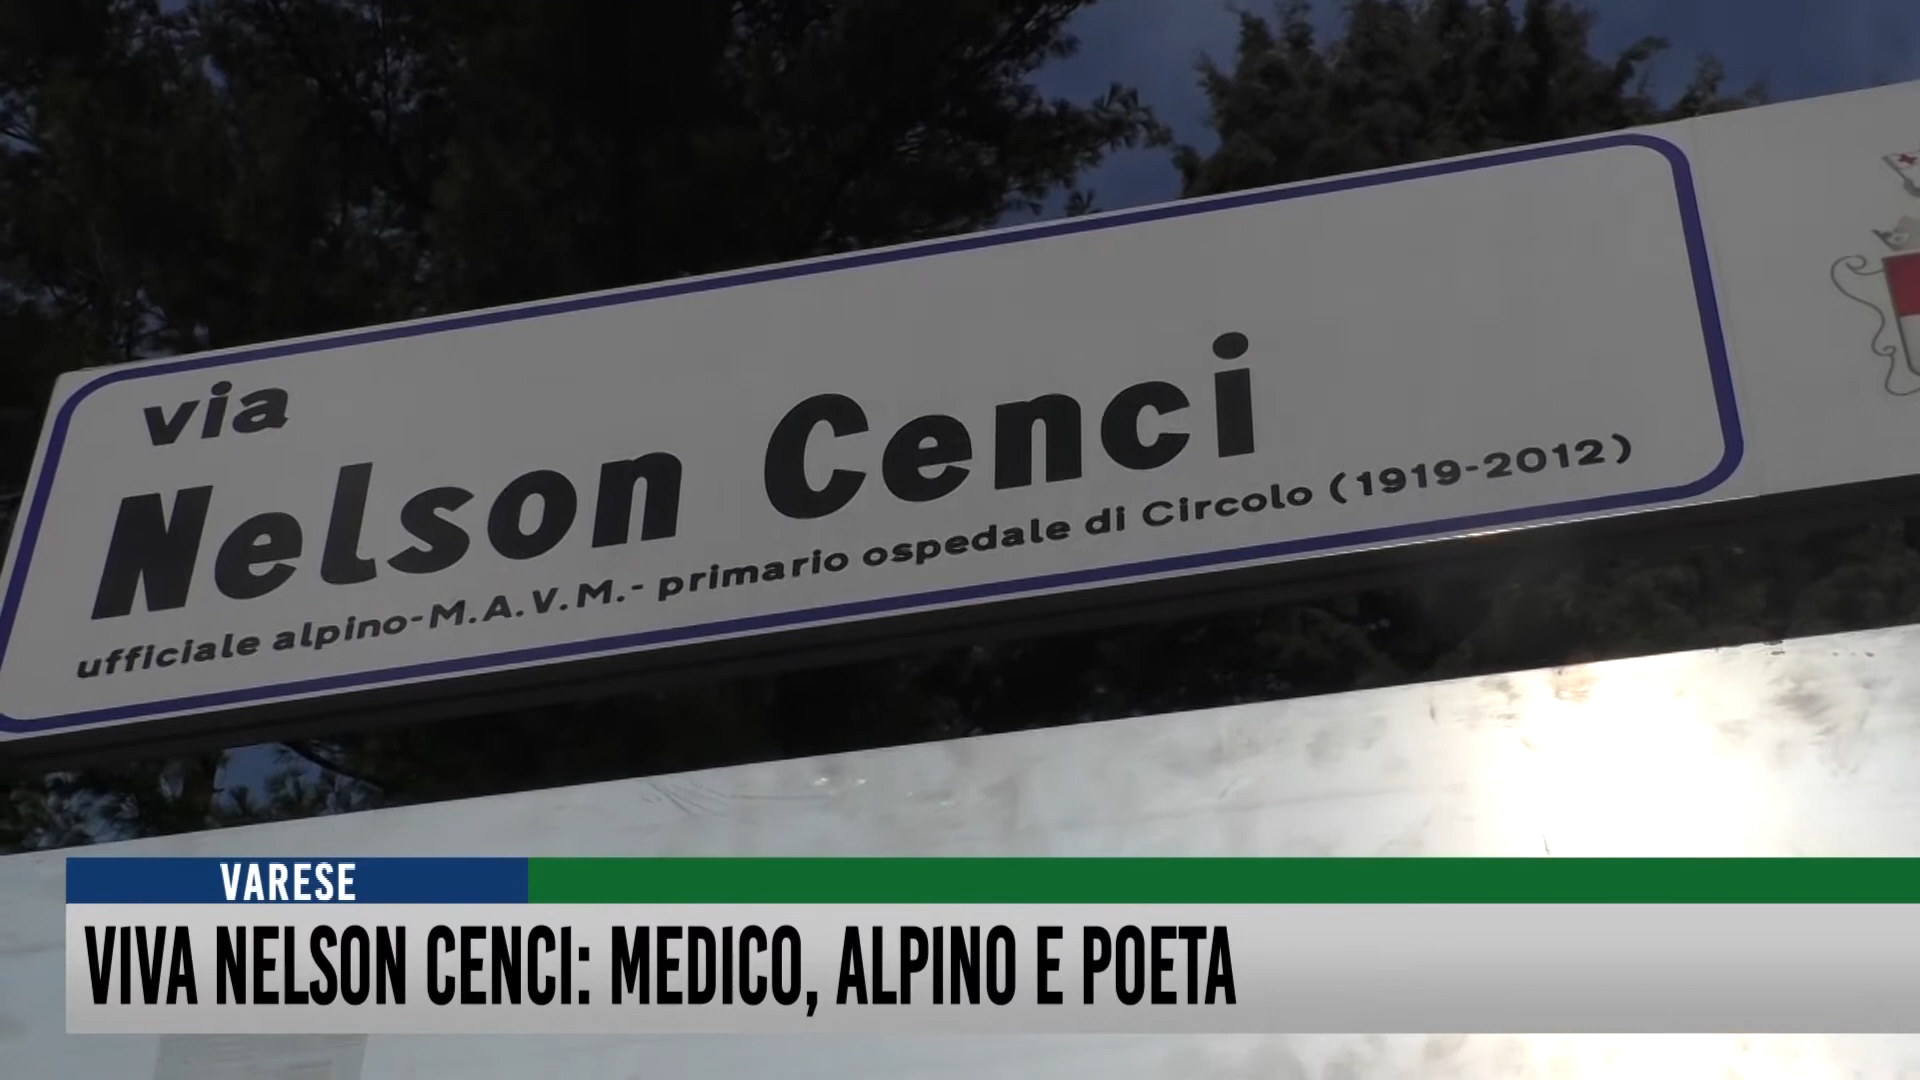 via
Nelson Cenci
ufficiale alpino-M.A.V.M.- primario ospedale di Circolo (1919-2012)
VARESE
VIVA NELSON CENCI: MEDICO, ALPINO E POETA